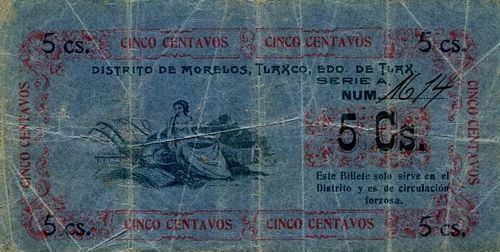 5 cs. CINCO CENTAVOS CINCO CENTAVOS 5 cs.
DISTRITO DE MORELOS, TLAXCO, EDO. DE TLAX.
SERIE A.
NUM. 1614
5 Cs.
Este Billete solo sirve en el
Distrito y es de circulación
forzosa.
CINCO CENTAVOS
CINCO CENTAVOS
5 cs. CINCO CENTAVOS CINCO CENTAVOS 5 cs.